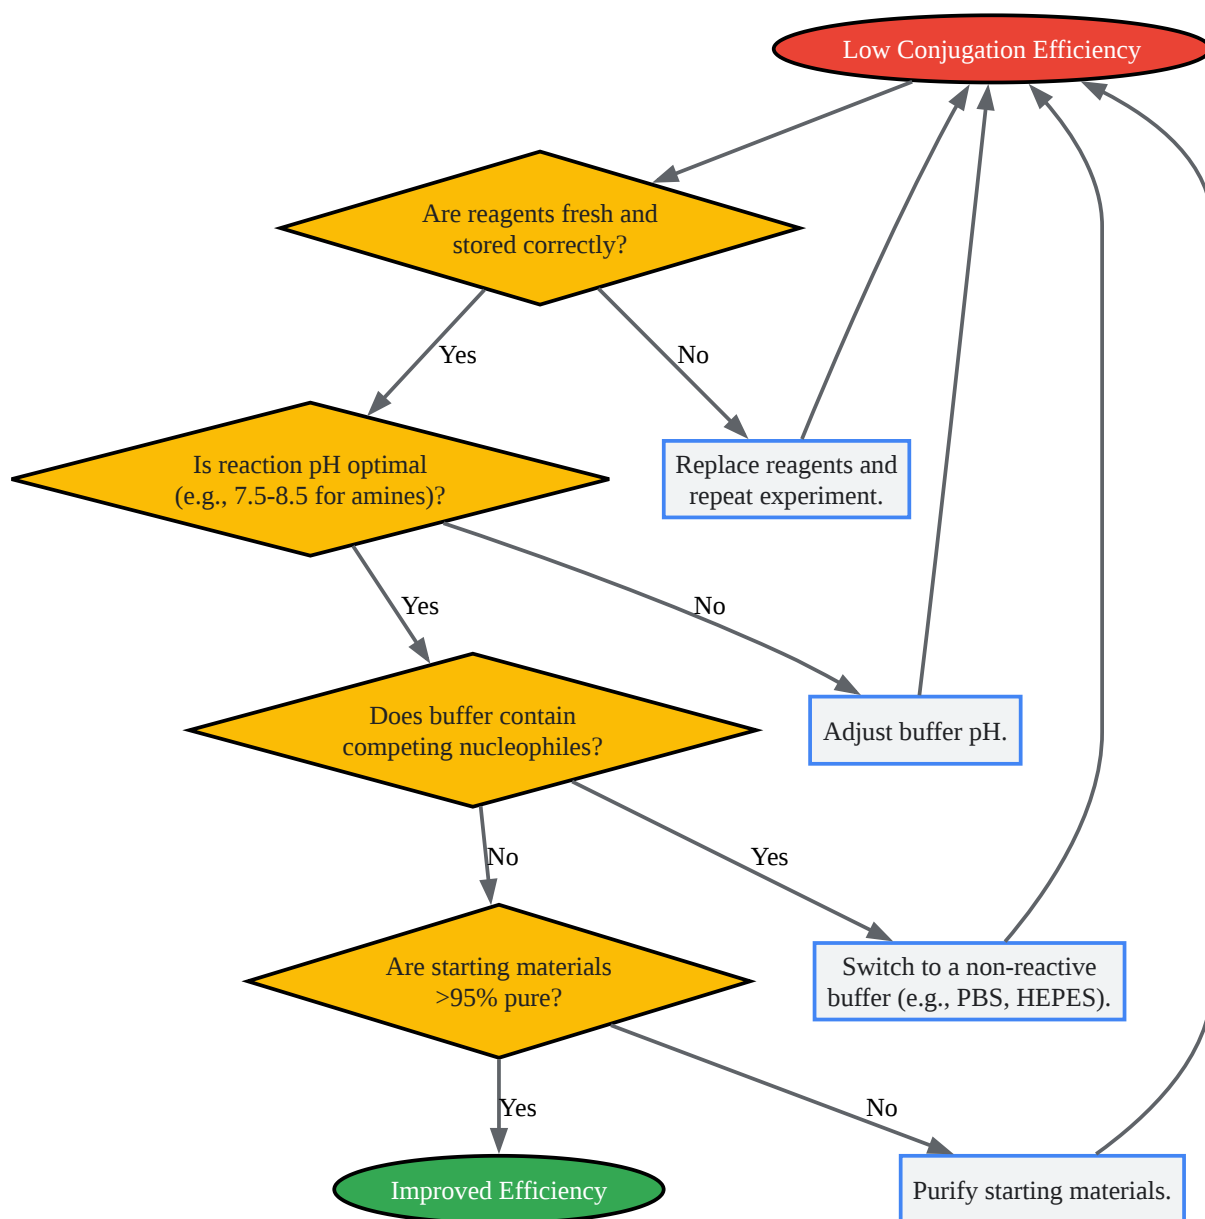 Low Conjugation Efficiency
Are reagents fresh and
stored correctly?
Yes
No
Is reaction pH optimal
(e.g., 7.5-8.5 for amines)?
Replace reagents and
repeat experiment.
Yes
No
Does buffer contain
competing nucleophiles?
Adjust buffer pH.
No
Yes
Are starting materials
>95% pure?
Switch to a non-reactive
buffer (e.g., PBS, HEPES).
Yes
No
Improved Efficiency
Purify starting materials.